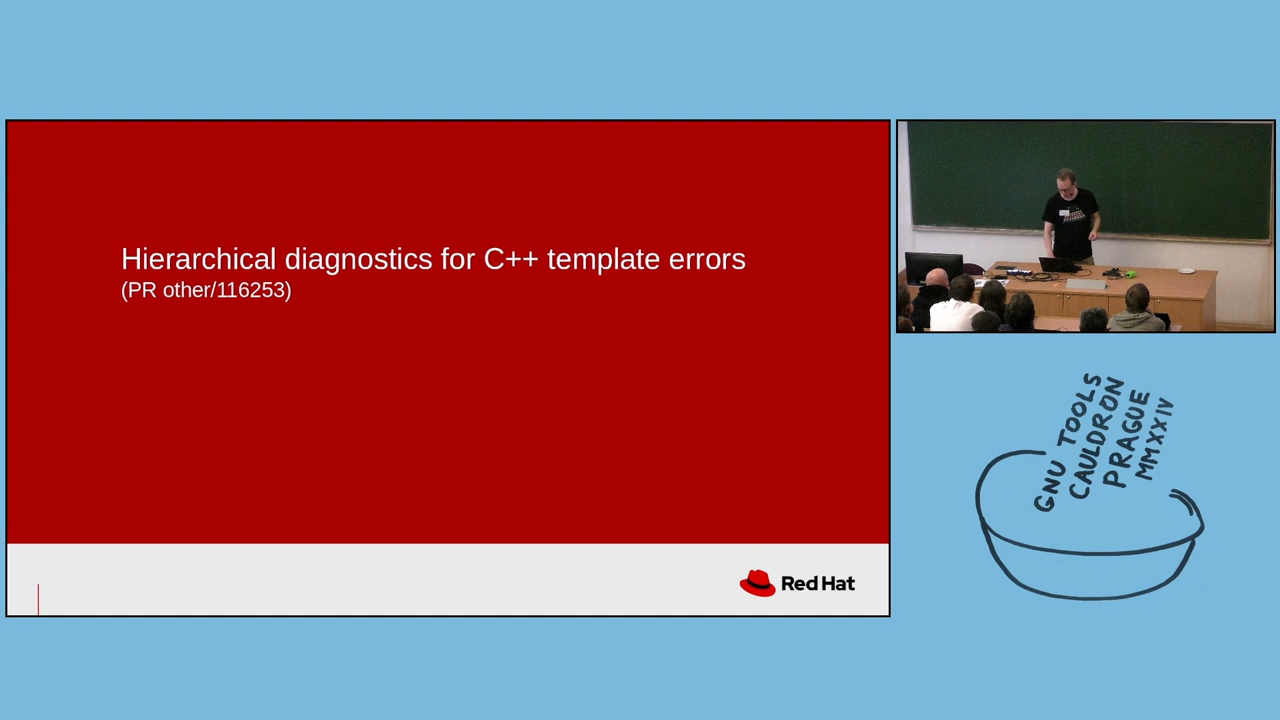 Hierarchical diagnostics for C++ template errors
(PR other/116253)
Red Hat
GNU TOOLS
CAULDRON
PRAGUE
MMXXIV